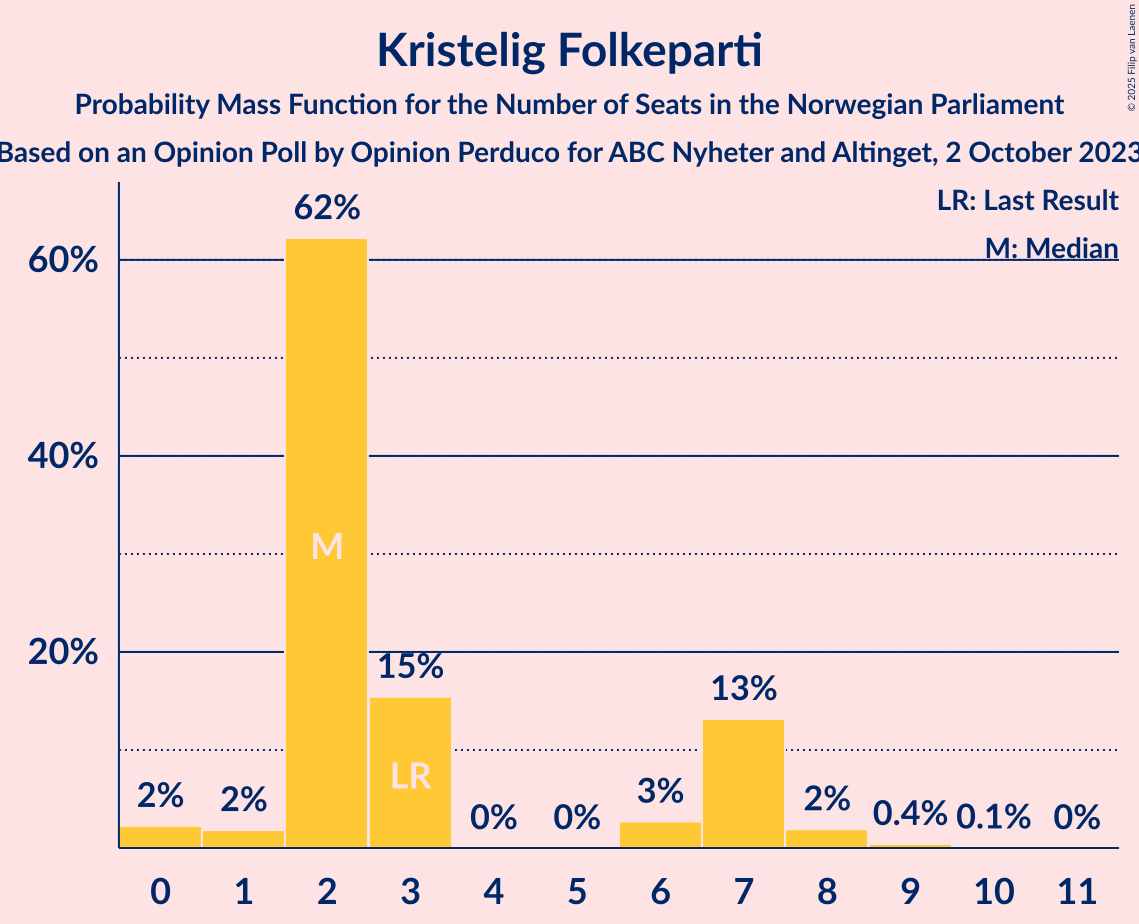 Kristelig Folkeparti
Probability Mass Function for the Number of Seats in the Norwegian Parliament
Based on an Opinion Poll by Opinion Perduco for ABC Nyheter and Altinget, 2 October 2023
© 2025 Filip van Laenen
LR: Last Result
M: Median
60%
40%
20%
2%
2%
62%
15%
0%
0%
3%
13%
2%
0.4%
0.1%
0%
M
LR
0 1 2 3 4 5 6 7 8 9 10 11